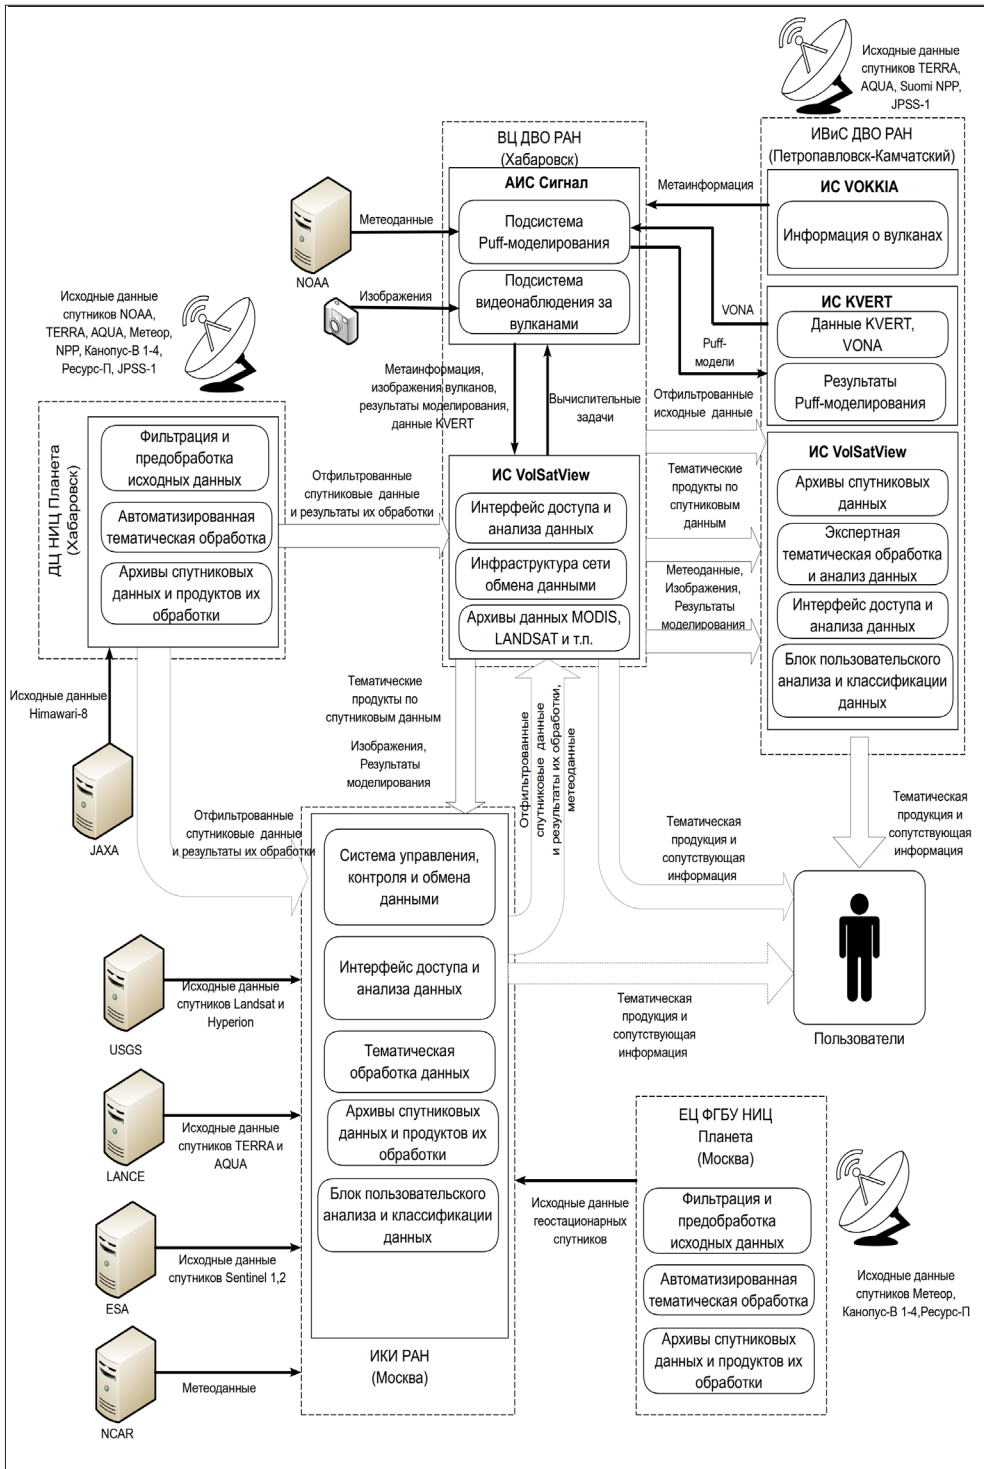 Исходные данные
спутников TERRA,
AQUA, Suomi NPP,
JPSS-1
ВЦ ДВО РАН
(Хабаровск)
ИВиС ДВО РАН
(Петропавловск-Камчатский)
АИС Сигнал
Подсистема
Puff-моделирования
Подсистема
видеонаблюдения за
вулканами
Метеоданные
NOAA
Изображения
Метаинформация
ИС VOKKIA
Информация о вулканах
ИС KVERT
Данные KVERT,
VONA
Результаты
Puff-моделирования
VONA
Puff-
модели
Исходные данные
спутников NOAA,
TERRA, AQUA, Метеор,
NPP, Канопус-В 1-4,
Ресурс-П, JPSS-1
Метаинформация,
изображения вулканов,
результаты моделирования,
данные KVERT
Вычислительные
задачи
Отфильтрованные
исходные данные
ДЦ НИЦ Планета
(Хабаровск)
Фильтрация и
предобработка
исходных данных
Автоматизированная
тематическая обработка
Архивы спутниковых
данных и продуктов их
обработки
Отфильтрованные
спутниковые данные
и результаты их обработки
ИС VolSatView
Интерфейс доступа и
анализа данных
Инфраструктура сети
обмена данными
Архивы данных MODIS,
LANDSAT и т.п.
Тематические
продукты по
спутниковым
данным
Метеоданные,
Изображения,
Результаты
моделирования
ИС VolSatView
Архивы спутниковых
данных
Экспертная
тематическая обработка
и анализ данных
Интерфейс доступа и
анализа данных
Блок пользовательского
анализа и классификации
данных
Исходные данные
Himawari-8
JAXA
Тематические
продукты по
спутниковым данным
Изображения,
Результаты
моделирования
Отфильтрованные
спутниковые данные
и результаты их обработки,
метеоданные
Отфильтрованные
спутниковые данные
и результаты их обработки
Тематическая
продукция и
сопутствующая
информация
Тематическая
продукция и
сопутствующая
информация
Система управления,
контроля и обмена
данными
Интерфейс доступа и
анализа данных
Тематическая
обработка данных
Архивы спутниковых
данных и продуктов их
обработки
Блок пользовательского
анализа и классификации
данных
ИКИ РАН
(Москва)
Исходные данные
спутников Landsat и
Hyperion
USGS
Исходные данные
спутников TERRA и
AQUA
LANCE
Исходные данные
спутников Sentinel 1,2
ESA
Метеоданные
NCAR
Тематическая
продукция и
сопутствующая
информация
Пользователи
ЕЦ ФГБУ НИЦ
Планета
(Москва)
Фильтрация и
предобработка
исходных данных
Автоматизированная
тематическая обработка
Архивы спутниковых
данных и продуктов их
обработки
Исходные данные
геостационарных
спутников
Исходные данные
спутников Метеор,
Канопус-В 1-4,Ресурс-П